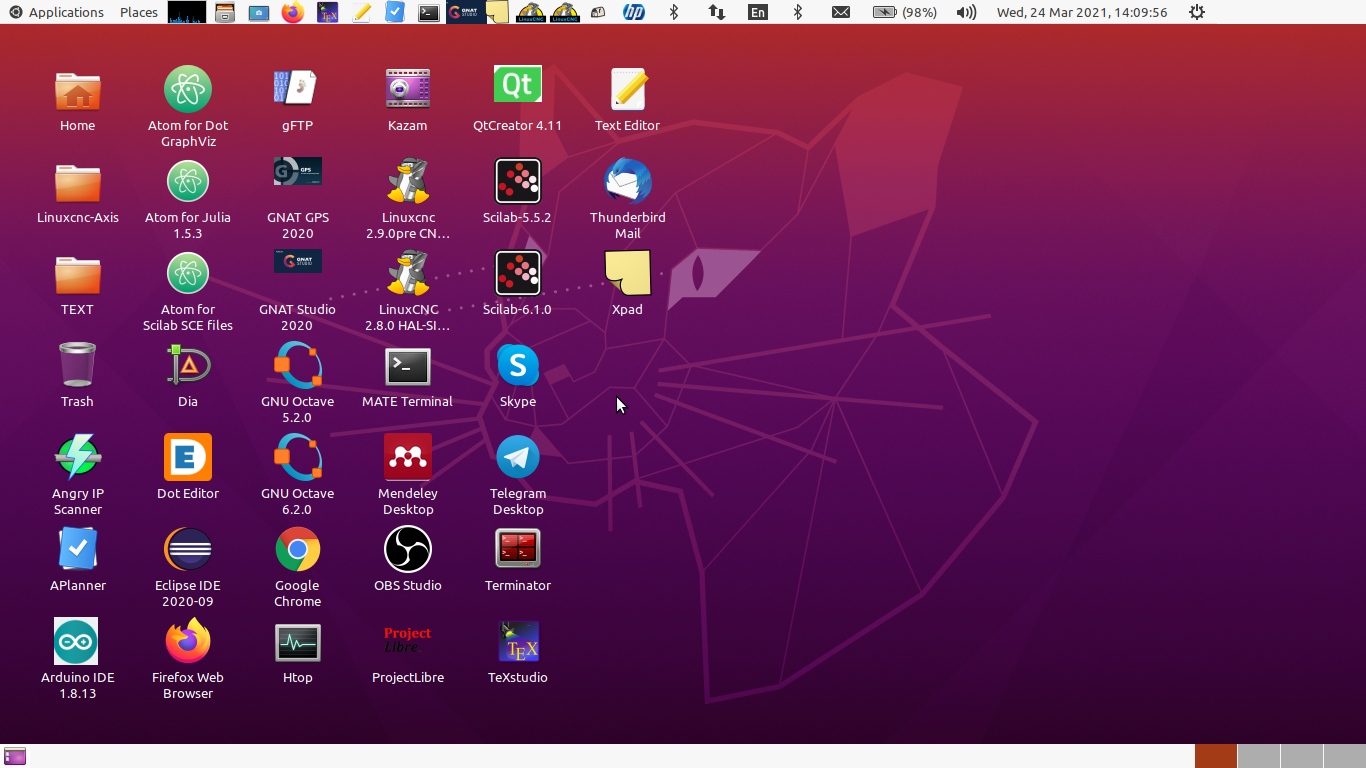 Applications Places En (98%) Wed, 24 Mar 2021, 14:09:56
Home
Atom for Dot
GraphViz
gFTP
Kazam
Qt
QtCreator 4.11
Text Editor
Linuxcnc-Axis
Atom for Julia
1.5.3
GPS
GNAT GPS
2020
Linuxcnc
2.9.0pre CN...
Scilab-5.5.2
Thunderbird
Mail
TEXT
Atom for
Scilab SCE files
GNAT
STUDIO
GNAT Studio
2020
LinuxCNC
2.8.0 HAL-SI...
Scilab-6.1.0
Xpad
Trash
Dia
GNU Octave
5.2.0
MATE Terminal
S
Skype
Angry IP
Scanner
E
Dot Editor
GNU Octave
6.2.0
Mendeley
Desktop
Telegram
Desktop
APlanner
Eclipse IDE
2020-09
Google
Chrome
OBS Studio
Terminator
Arduino IDE
1.8.13
Firefox Web
Browser
Htop
Project
Libre
ProjectLibre
TEX
TeXstudio